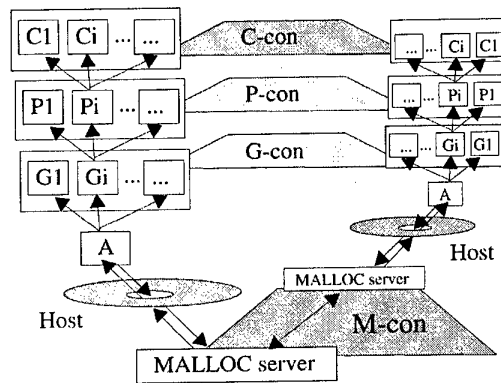 C1 Ci ... ...
C-con
... ... Ci C1
P1 Pi ... ...
P-con
... ... Pi P1
G1 Gi ... ...
G-con
... ... Gi G1
A
A
Host
MALLOC server
Host
M-con
MALLOC server